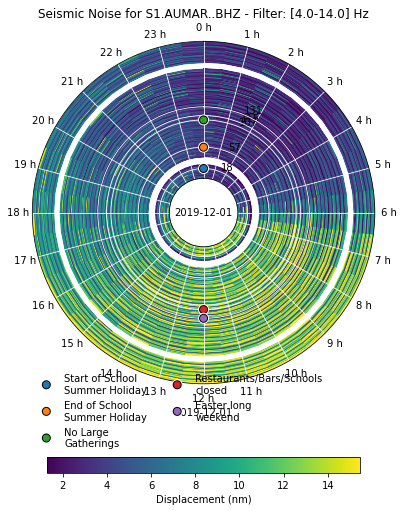 Seismic Noise for S1.AUMAR..BHZ - Filter: [4.0-14.0] Hz
0 h
23 h
1 h
22 h
2 h
21 h
3 h
20 h
4 h
19 h
5 h
18 h
6 h
17 h
7 h
16 h
8 h
15 h
9 h
14 h
10 h
13 h
11 h
12 h
57
18
2019-12-01
2019-12-01
Start of School
Summer Holiday
End of School
Summer Holiday
No Large
Gatherings
Restaurants/Bars/Schools
closed
Easter long
weekend
2 4 6 8 10 12 14
Displacement (nm)